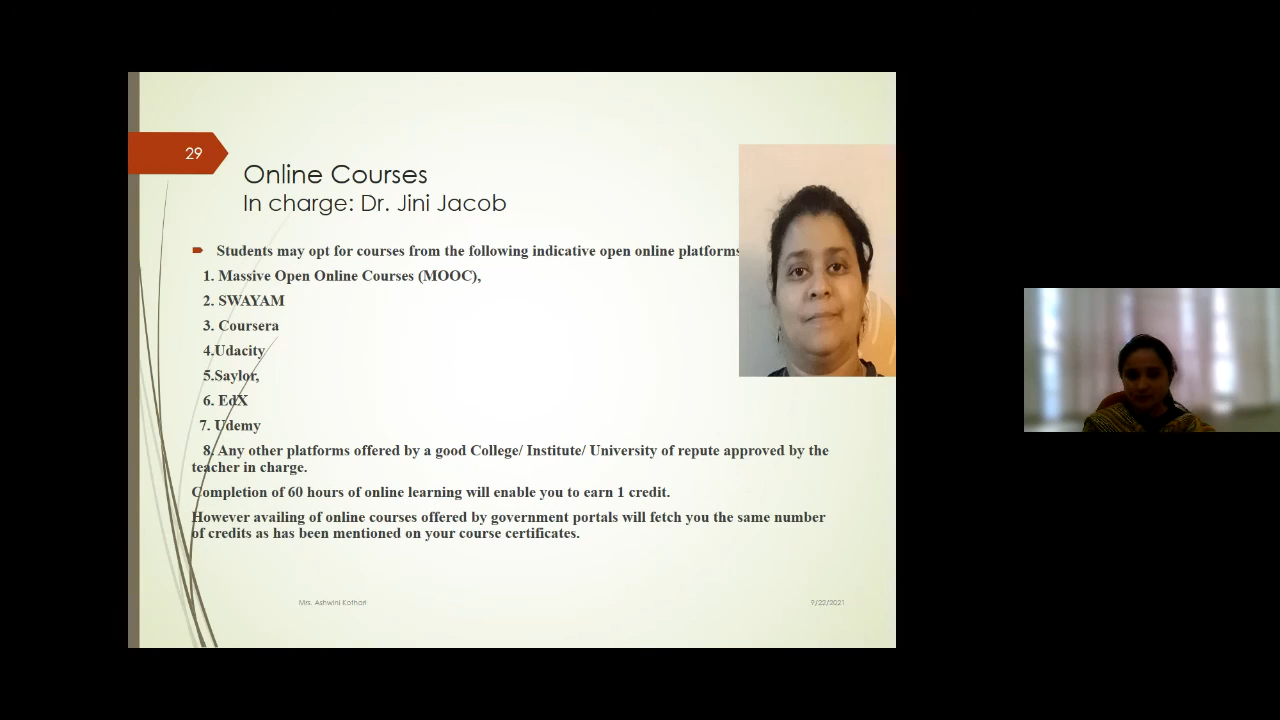 29
Online Courses
In charge: Dr. Jini Jacob
Students may opt for courses from the following indicative open online platforms
1. Massive Open Online Courses (MOOC),
2. SWAYAM
3. Coursera
4.Udacity
5.Saylor,
6. EdX
7. Udemy
8. Any other platforms offered by a good College/ Institute/ University of repute approved by the
teacher in charge.
Completion of 60 hours of online learning will enable you to earn 1 credit.
However availing of online courses offered by government portals will fetch you the same number
of credits as has been mentioned on your course certificates.
Mrs. Ashwini Kothari
9/22/2021